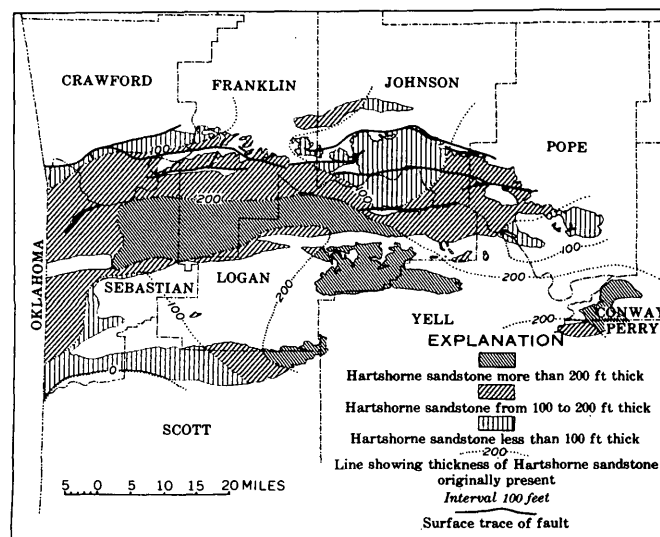 CRAWFORD
FRANKLIN
JOHNSON
POPE
100
200
100
100
OKLAHOMA
200
200
SEBASTIAN
LOGAN
200
100
YELL
200
CONWAY
PERRY
0
SCOTT
EXPLANATION
Hartshorne sandstone more than 200 ft thick
Hartshorne sandstone from 100 to 200 ft thick
Hartshorne sandstone less than 100 ft thick
200
Line showing thickness of Hartshorne sandstone
originally present
Interval 100 feet
Surface trace of fault
5 0 5 10 15 20 MILES